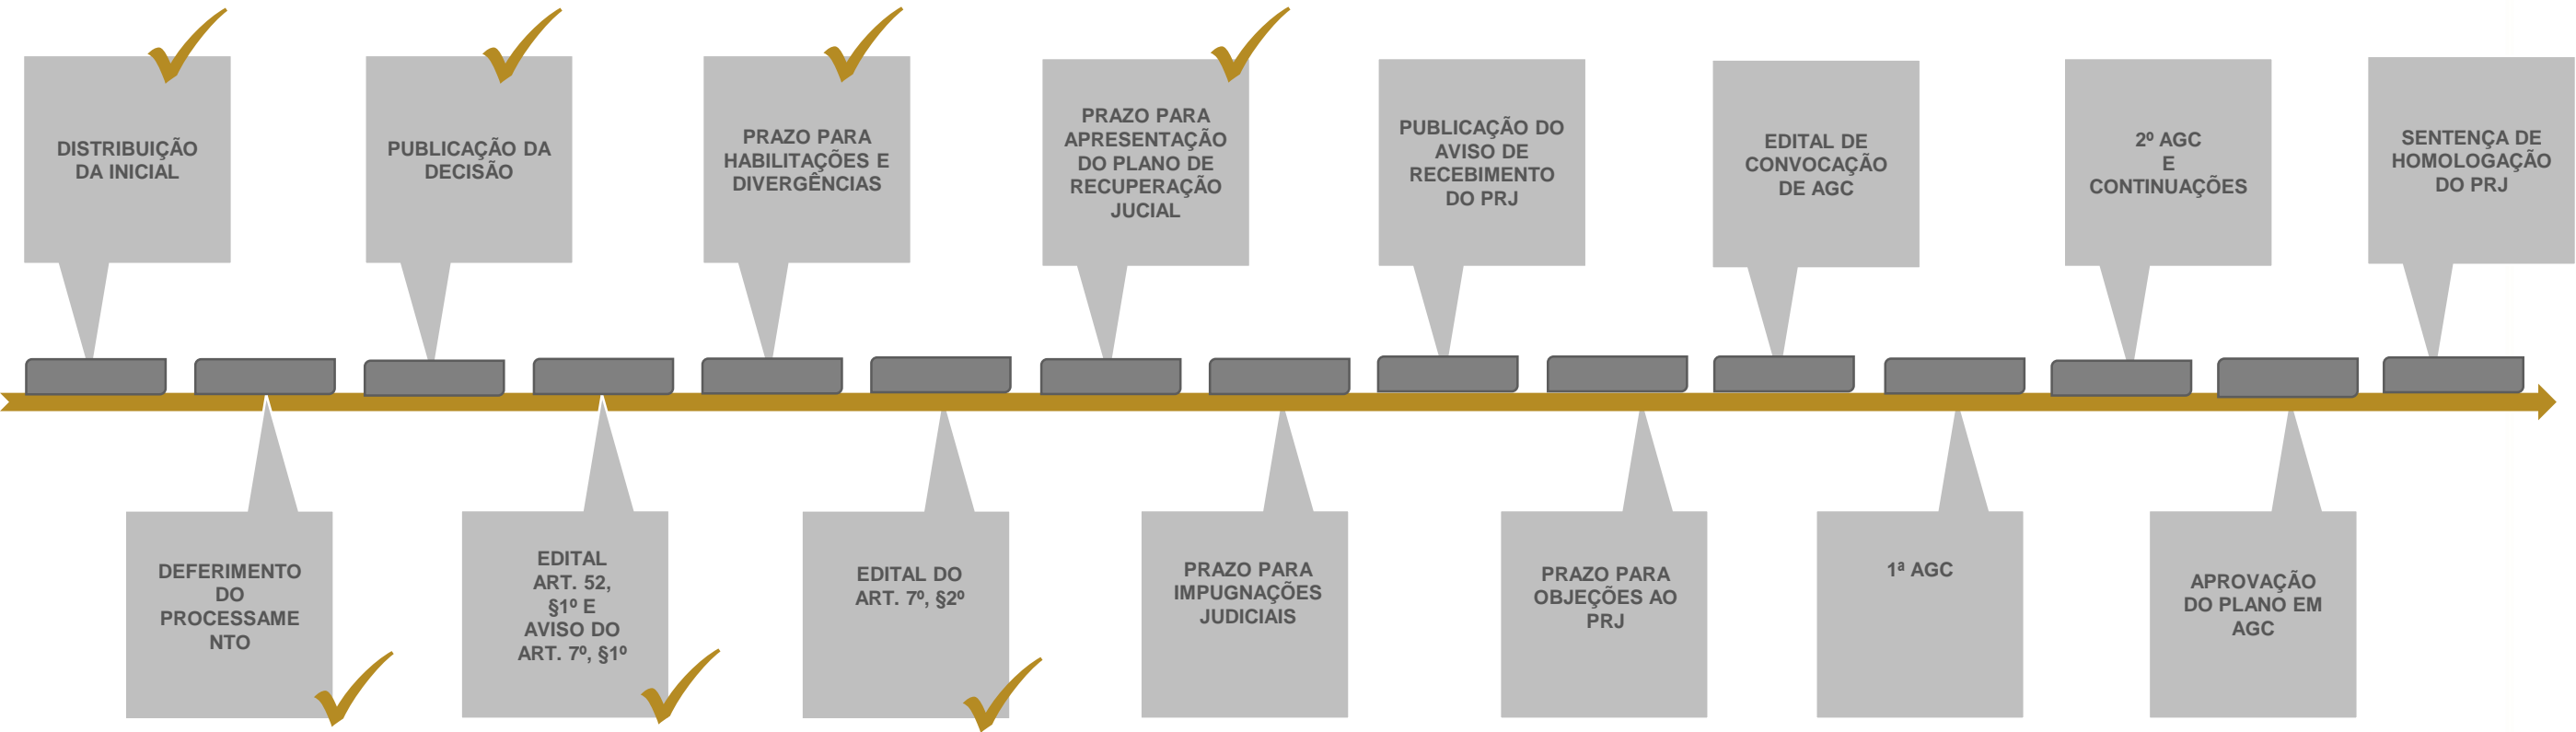 DISTRIBUIÇÃO
DA INICIAL
PUBLICAÇÃO DA
DECISÃO
PRAZO PARA
HABILITAÇÕES E
DIVERGÊNCIAS
PRAZO PARA
APRESENTAÇÃO
DO PLANO DE
RECUPERAÇÃO
JUCIAL
PUBLICAÇÃO DO
AVISO DE
RECEBIMENTO
DO PRJ
EDITAL DE
CONVOCAÇÃO
DE AGC
2º AGC
E
CONTINUAÇÕES
SENTENÇA DE
HOMOLOGAÇÃO
DO PRJ
DEFERIMENTO
DO
PROCESSAME
NTO
EDITAL
ART. 52,
§1º E
AVISO DO
ART. 7º, §1º
EDITAL DO
ART. 7º, §2º
PRAZO PARA
IMPUGNAÇÕES
JUDICIAIS
PRAZO PARA
OBJEÇÕES AO
PRJ
1ª AGC
APROVAÇÃO
DO PLANO EM
AGC